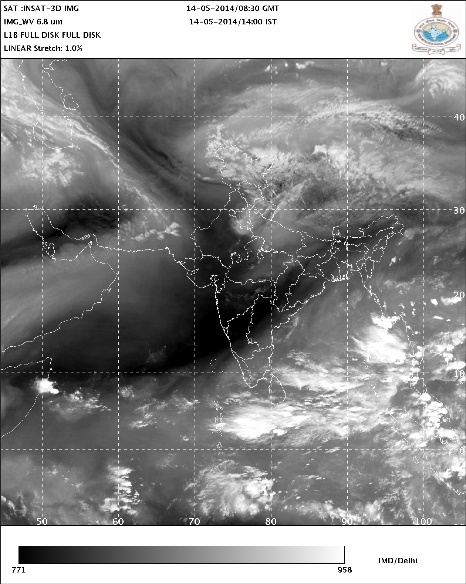 SAT :INSAT-3D IMG
14-05-2014/08:30 GMT
IMG_WV 6.8 um
14-05-2014/14:00 IST
L1B FULL DISK FULL DISK
LINEAR Stretch: 1.0%
40
30
20
10
50 60 70 80 90 100
771 958
IMD/Delhi